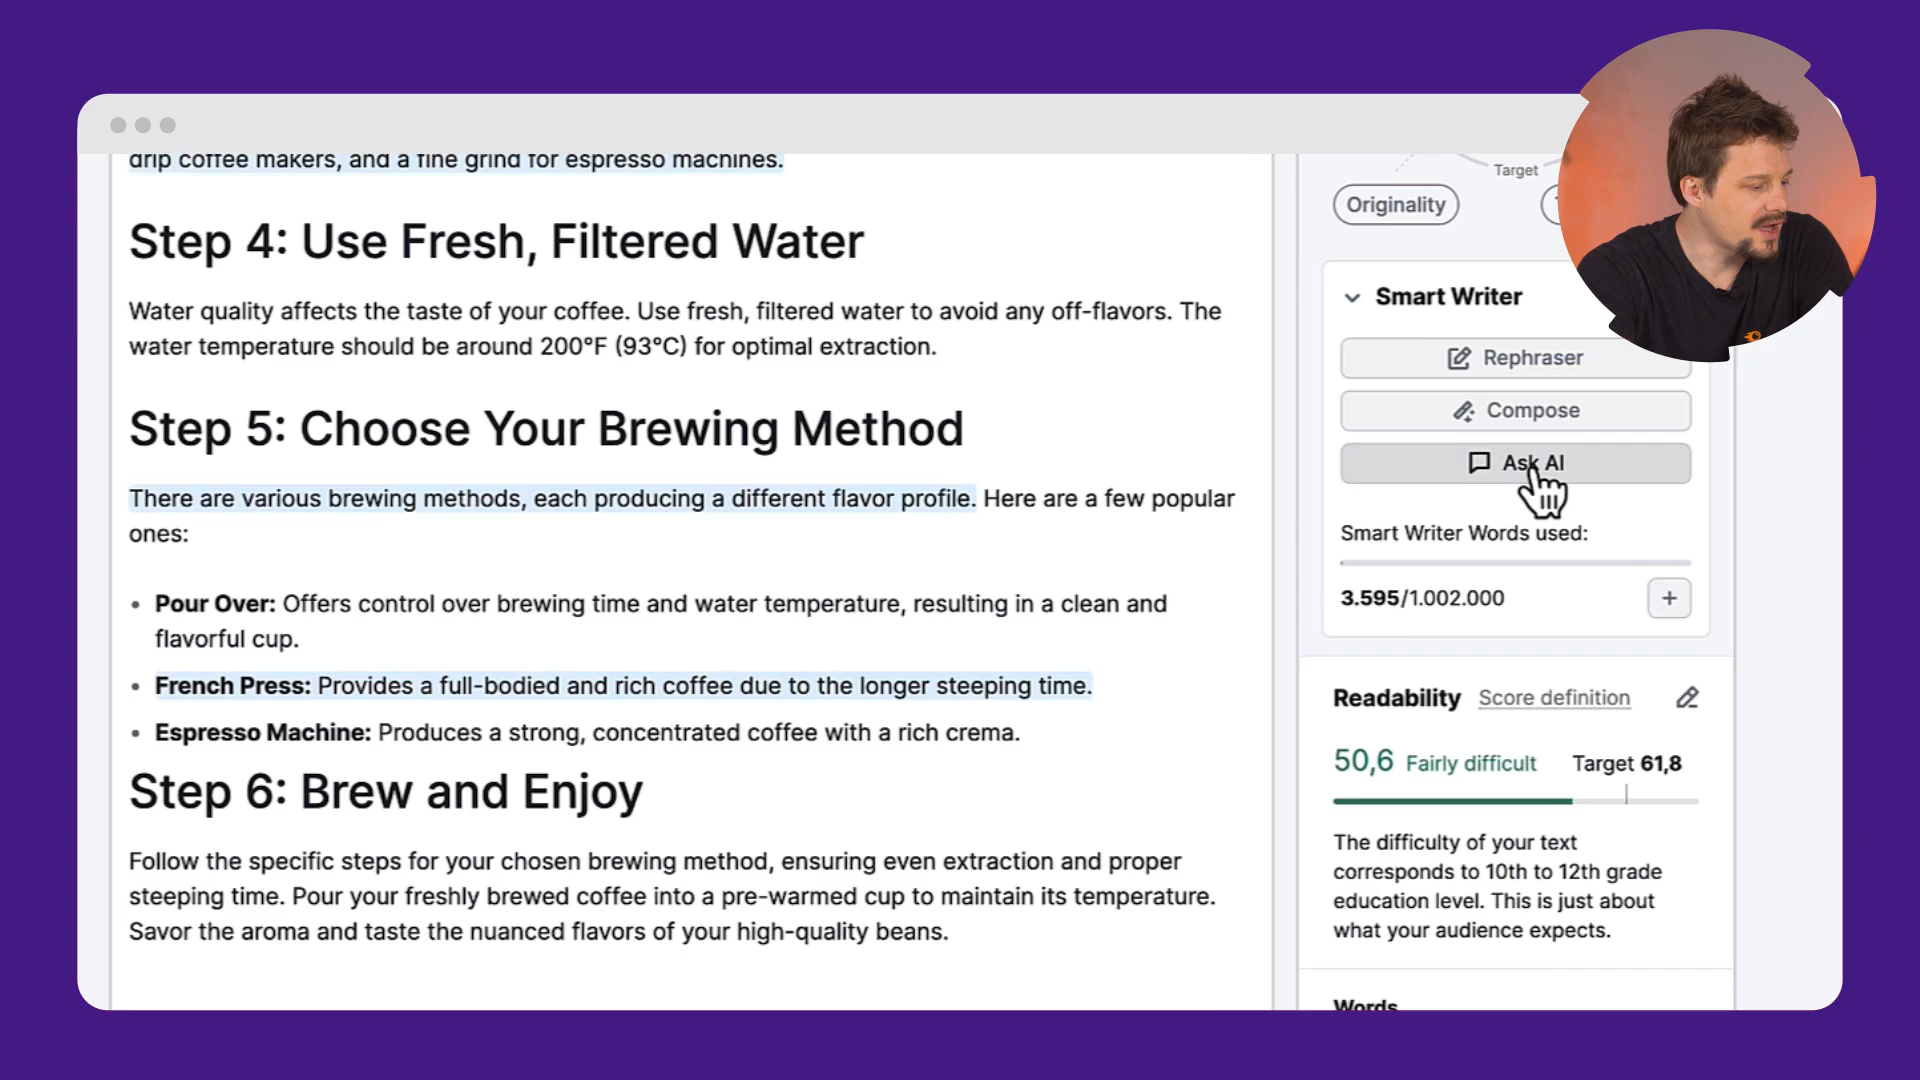 drip coffee makers, and a fine grind for espresso machines.
Step 4: Use Fresh, Filtered Water
Water quality affects the taste of your coffee. Use fresh, filtered water to avoid any off-flavors. The
water temperature should be around 200°F (93°C) for optimal extraction.
Step 5: Choose Your Brewing Method
There are various brewing methods, each producing a different flavor profile. Here are a few popular
ones:
• Pour Over: Offers control over brewing time and water temperature, resulting in a clean and
flavorful cup.
• French Press: Provides a full-bodied and rich coffee due to the longer steeping time.
• Espresso Machine: Produces a strong, concentrated coffee with a rich crema.
Step 6: Brew and Enjoy
Follow the specific steps for your chosen brewing method, ensuring even extraction and proper
steeping time. Pour your freshly brewed coffee into a pre-warmed cup to maintain its temperature.
Savor the aroma and taste the nuanced flavors of your high-quality beans.
Target
Originality
Smart Writer
Rephraser
Compose
Ask AI
Smart Writer Words used:
3.595/1.002.000
+
Readability Score definition
50,6 Fairly difficult Target 61,8
The difficulty of your text
corresponds to 10th to 12th grade
education level. This is just about
what your audience expects.
Words